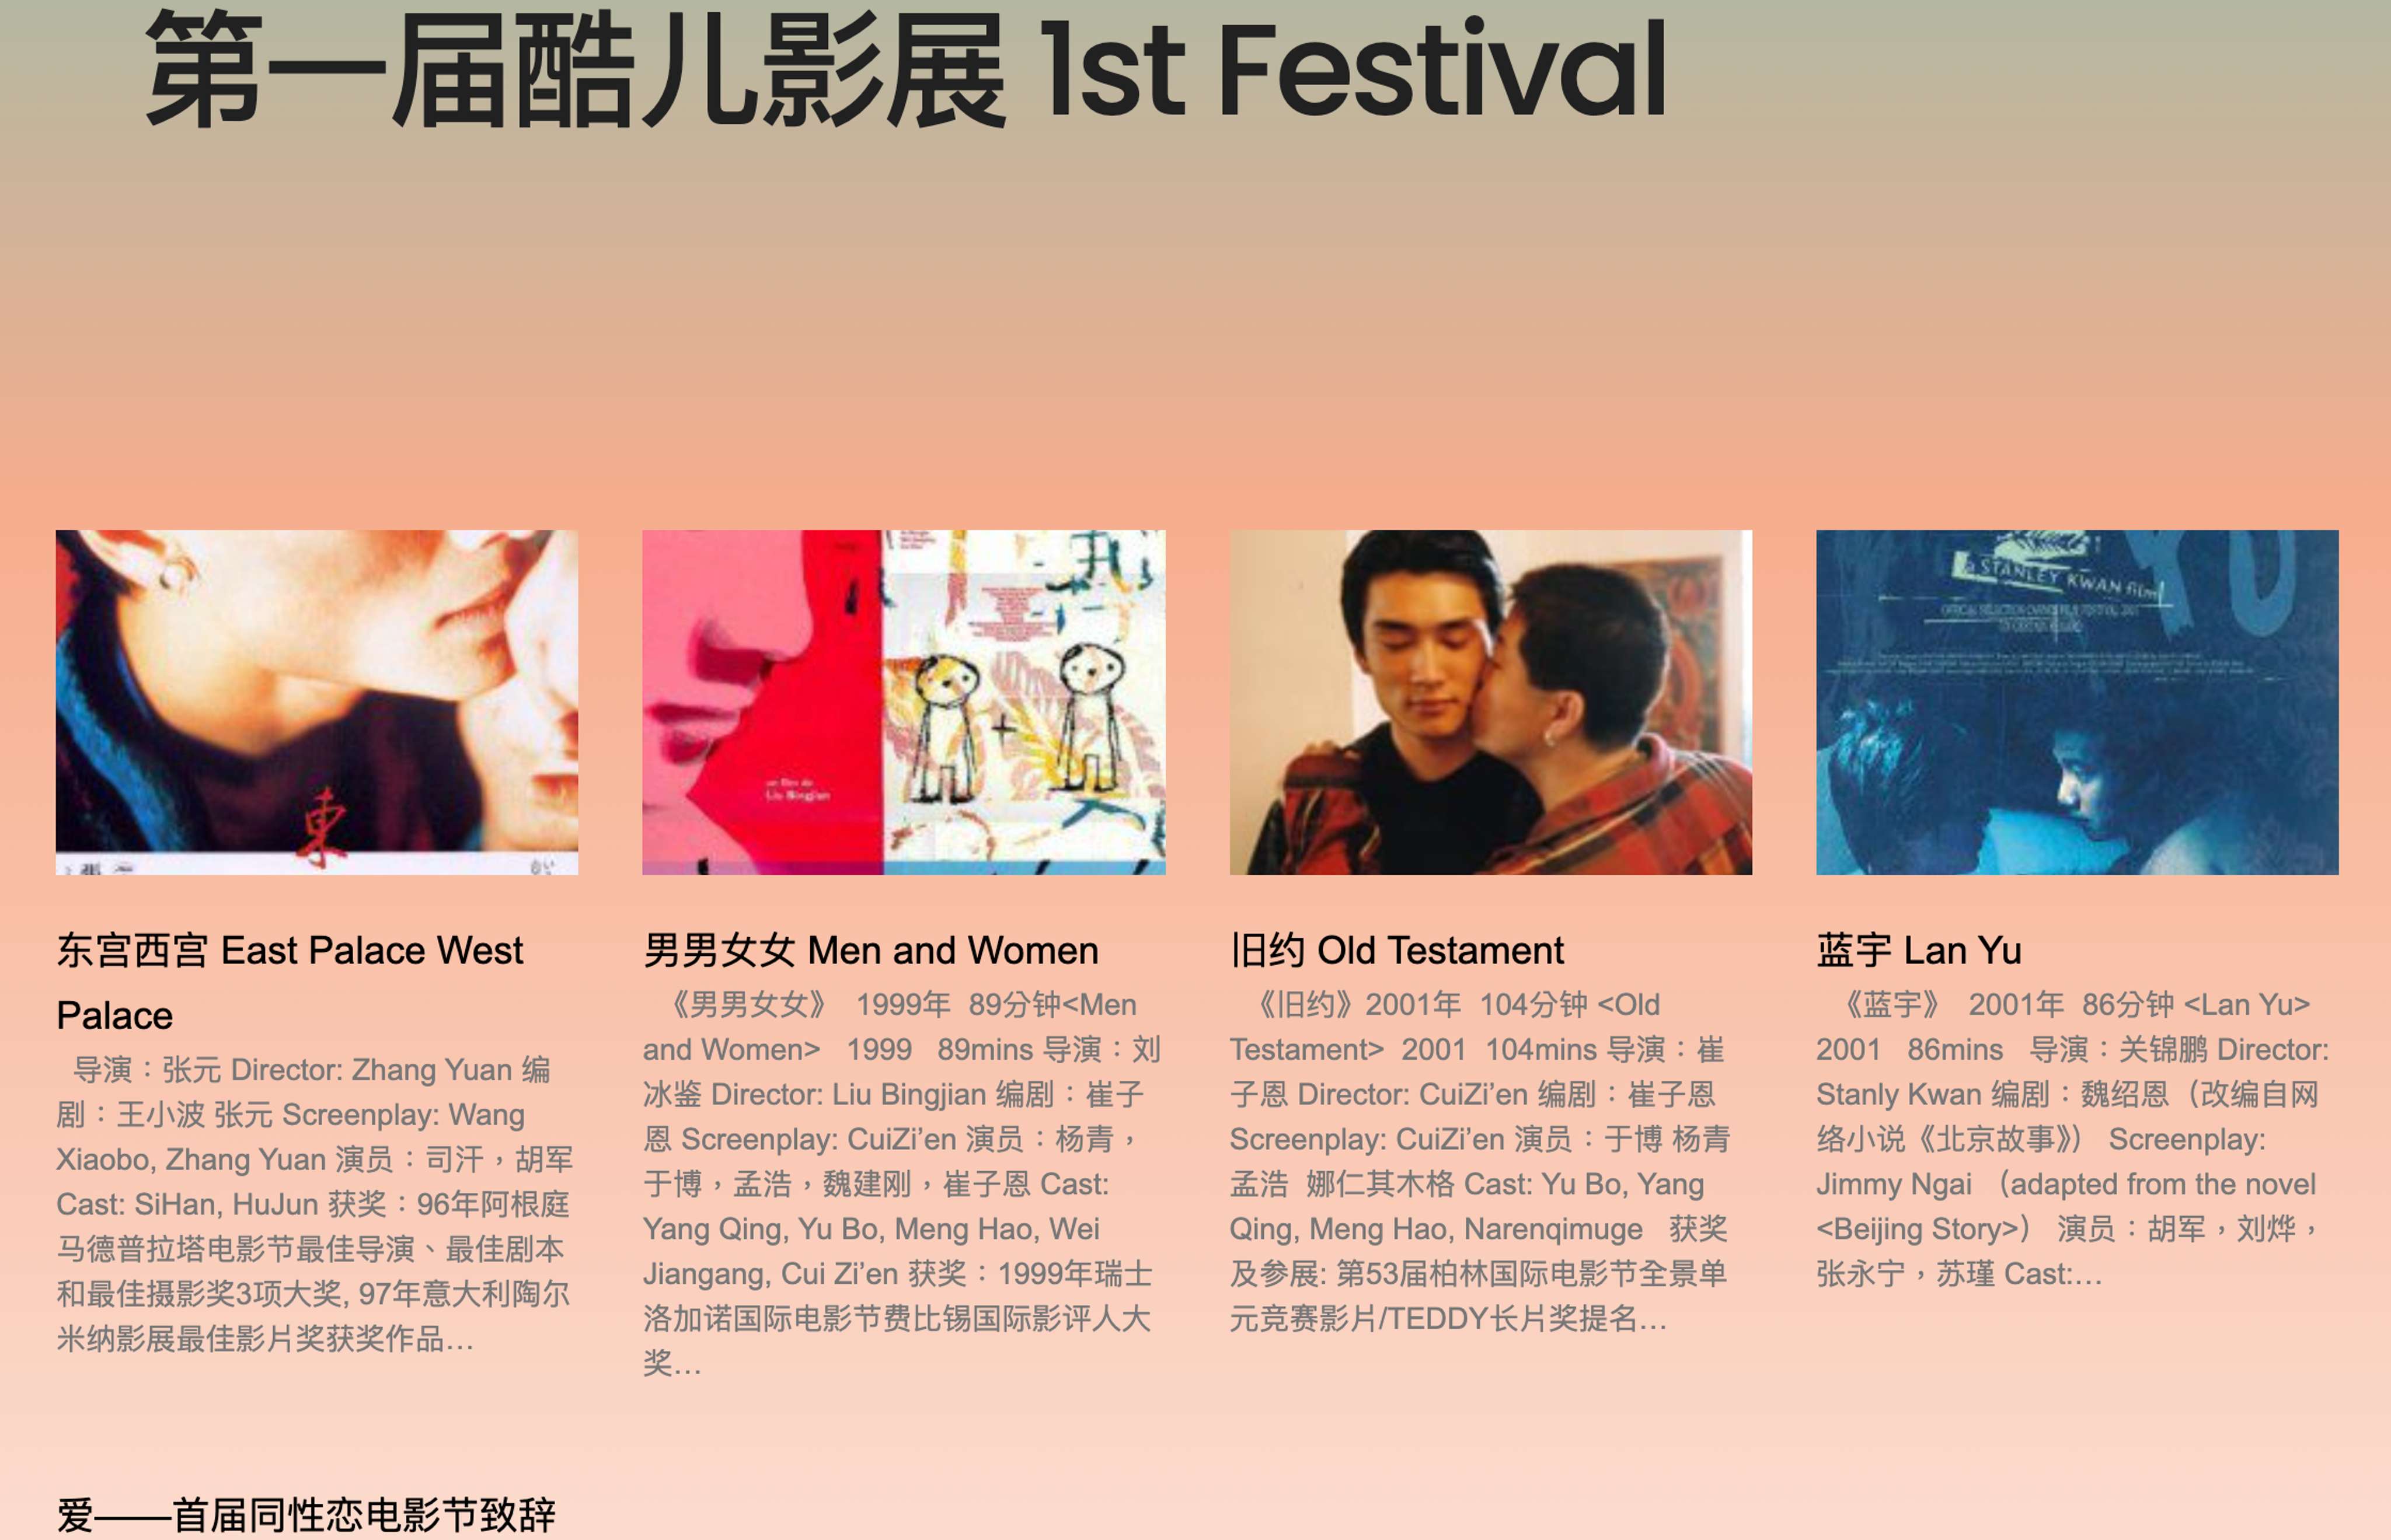 第一届酷儿影展 1st Festival
a STANLEY KWAN film
un film de
Liu Bingjian
東
东宫西宫 East Palace West
Palace
导演：张元 Director: Zhang Yuan 编
剧：王小波 张元 Screenplay: Wang
Xiaobo, Zhang Yuan 演员：司汗，胡军
Cast: SiHan, HuJun 获奖：96年阿根庭
马德普拉塔电影节最佳导演、最佳剧本
和最佳摄影奖3项大奖, 97年意大利陶尔
米纳影展最佳影片奖获奖作品…
男男女女 Men and Women
《男男女女》 1999年 89分钟<Men
and Women> 1999 89mins 导演：刘
冰鉴 Director: Liu Bingjian 编剧：崔子
恩 Screenplay: CuiZi’en 演员：杨青，
于博，孟浩，魏建刚，崔子恩 Cast:
Yang Qing, Yu Bo, Meng Hao, Wei
Jiangang, Cui Zi’en 获奖：1999年瑞士
洛加诺国际电影节费比锡国际影评人大
奖…
旧约 Old Testament
《旧约》2001年 104分钟 <Old
Testament> 2001 104mins 导演：崔
子恩 Director: CuiZi’en 编剧：崔子恩
Screenplay: CuiZi’en 演员：于博 杨青
孟浩 娜仁其木格 Cast: Yu Bo, Yang
Qing, Meng Hao, Narenqimuge 获奖
及参展: 第53届柏林国际电影节全景单
元竞赛影片/TEDDY长片奖提名…
蓝宇 Lan Yu
《蓝宇》 2001年 86分钟 <Lan Yu>
2001 86mins 导演：关锦鹏 Director:
Stanly Kwan 编剧：魏绍恩（改编自网
络小说《北京故事》） Screenplay:
Jimmy Ngai （adapted from the novel
<Beijing Story>） 演员：胡军，刘烨，
张永宁，苏瑾 Cast:…
爱——首届同性恋电影节致辞